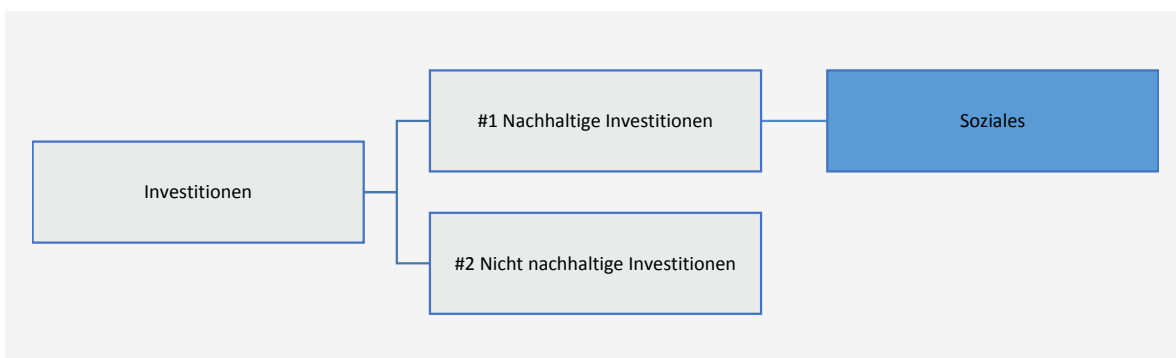 #1 Nachhaltige Investitionen
Soziales
Investitionen
#2 Nicht nachhaltige Investitionen